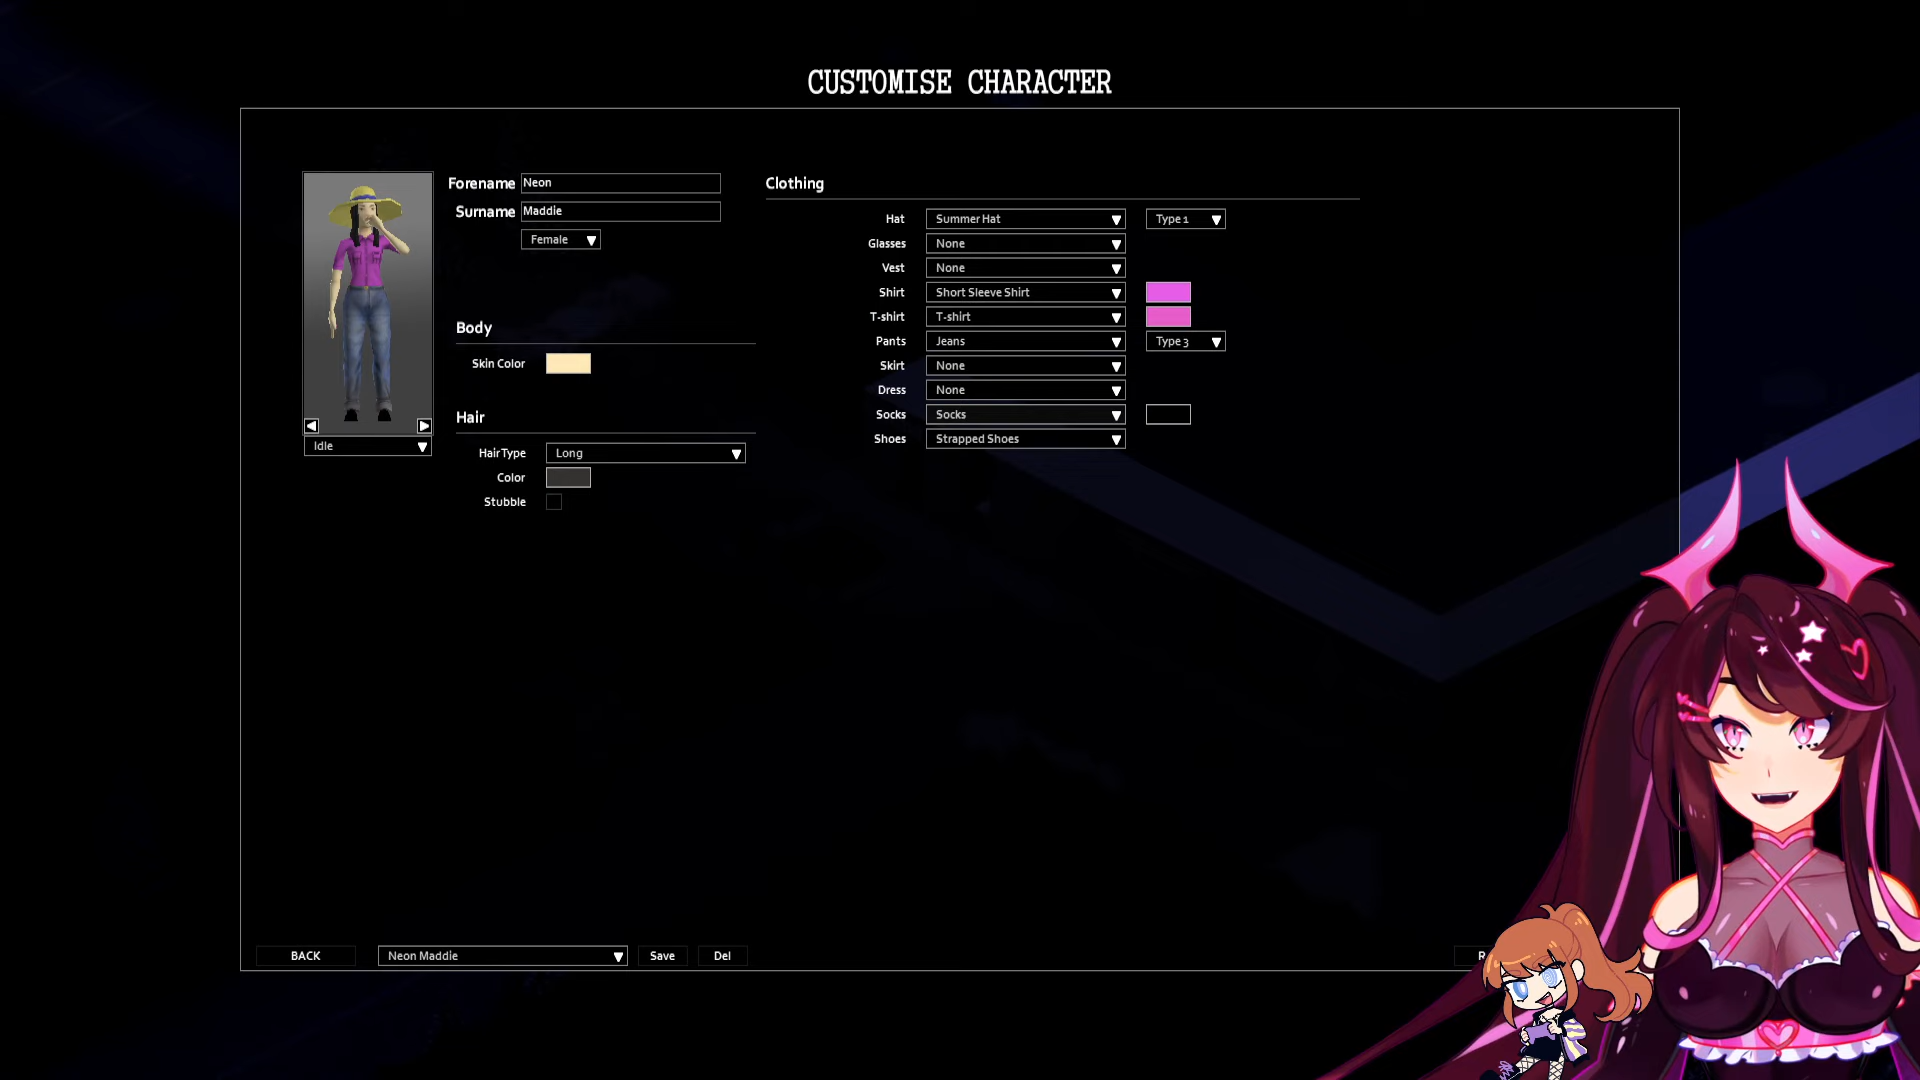 CUSTOMISE CHARACTER
Forename Neon
Surname Maddie
Female
Idle
Body
Skin Color
Hair
Hair Type Long
Color
Stubble
Clothing
Hat Summer Hat Type 1
Glasses None
Vest None
Shirt Short Sleeve Shirt
T-shirt T-shirt
Pants Jeans Type 3
Skirt None
Dress None
Socks Socks
Shoes Strapped Shoes
BACK Neon Maddie Save Del